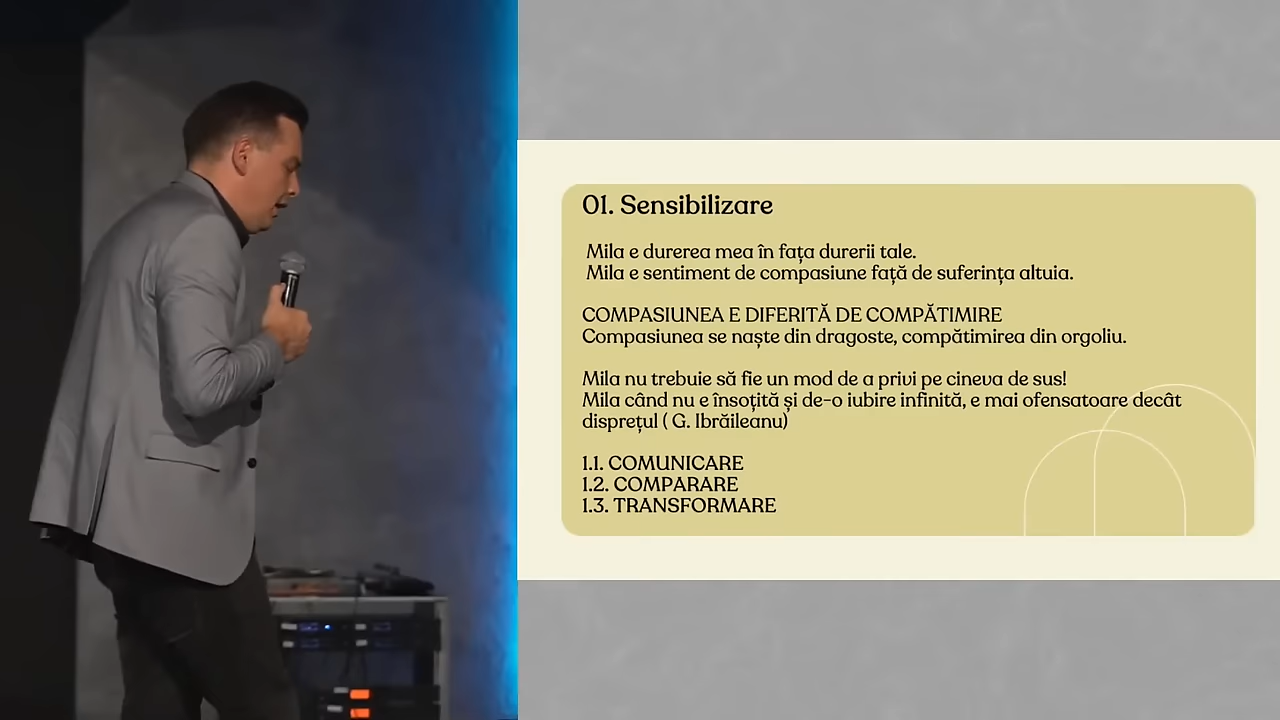 01. Sensibilizare
Mila e durerea mea în fața durerii tale.
Mila e sentiment de compasiune față de suferința altuia.
COMPASIUNEA E DIFERITĂ DE COMPĂTIMIRE
Compasiunea se naște din dragoste, compătimirea din orgoliu.
Mila nu trebuie să fie un mod de a privi pe cineva de sus!
Mila când nu e însoțită și de-o iubire infinită, e mai ofensatoare decât
disprețul ( G. Ibrăileanu)
1.1. COMUNICARE
1.2. COMPARARE
1.3. TRANSFORMARE